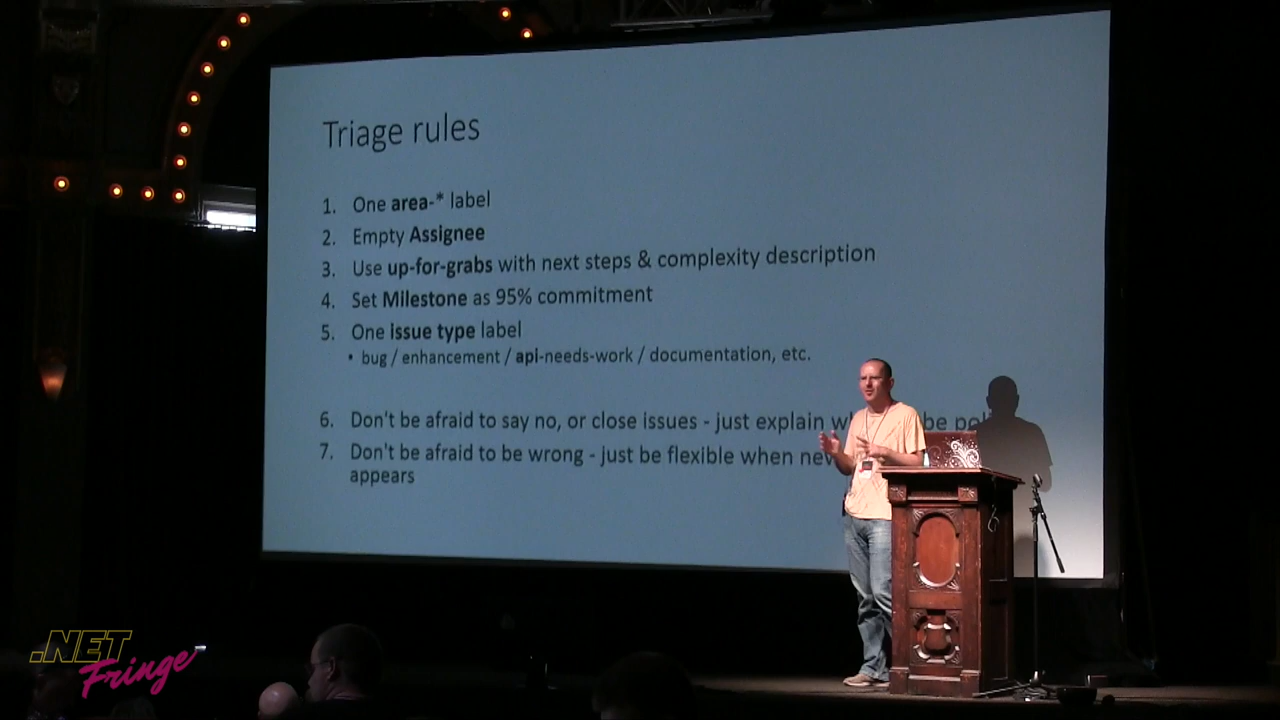 Triage rules
1. One area-* label
2. Empty Assignee
3. Use up-for-grabs with next steps & complexity description
4. Set Milestone as 95% commitment
5. One issue type label
• bug / enhancement / api-needs-work / documentation, etc.
6. Don't be afraid to say no, or close issues - just explain be
7. Don't be afraid to be wrong - just be flexible when
appears
.NET
Fringe